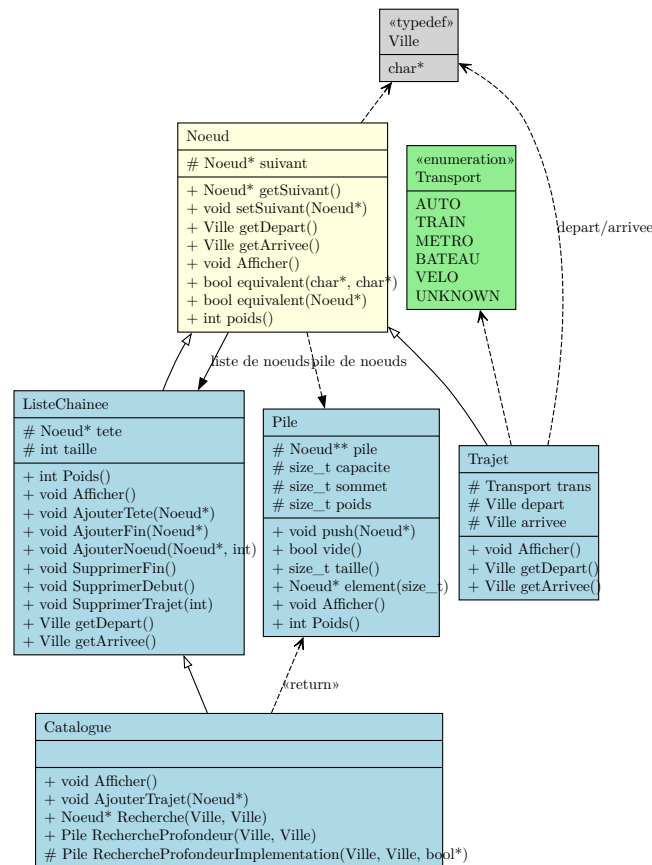 «typedef»
Ville
char*
Noeud
# Noeud* suivant
+ Noeud* getSuivant()
+ void setSuivant(Noeud*)
+ Ville getDepart()
+ Ville getArrivee()
+ void Afficher()
+ bool equivalent(char*, char*)
+ bool equivalent(Noeud*)
+ int poids()
«enumeration»
Transport
AUTO
TRAIN
METRO
BATEAU
VELO
UNKNOWN
depart/arrivee
liste de noeuds
pile de noeuds
ListeChainee
# Noeud* tete
# int taille
+ int Poids()
+ void Afficher()
+ void AjouterTete(Noeud*)
+ void AjouterFin(Noeud*)
+ void AjouterNoeud(Noeud*, int)
+ void SupprimerFin()
+ void SupprimerDebut()
+ void SupprimerTrajet(int)
+ Ville getDepart()
+ Ville getArrivee()
Pile
# Noeud** pile
# size_t capacite
# size_t sommet
# size_t poids
+ void push(Noeud*)
+ bool vide()
+ size_t taille()
+ Noeud* element(size_t)
+ void Afficher()
+ int Poids()
Trajet
# Transport trans
# Ville depart
# Ville arrivee
+ void Afficher()
+ Ville getDepart()
+ Ville getArrivee()
«return»
Catalogue
+ void Afficher()
+ void AjouterTrajet(Noeud*)
+ Noeud* Recherche(Ville, Ville)
+ Pile RechercheProfondeur(Ville, Ville)
# Pile RechercheProfondeurImplementation(Ville, Ville, bool*)